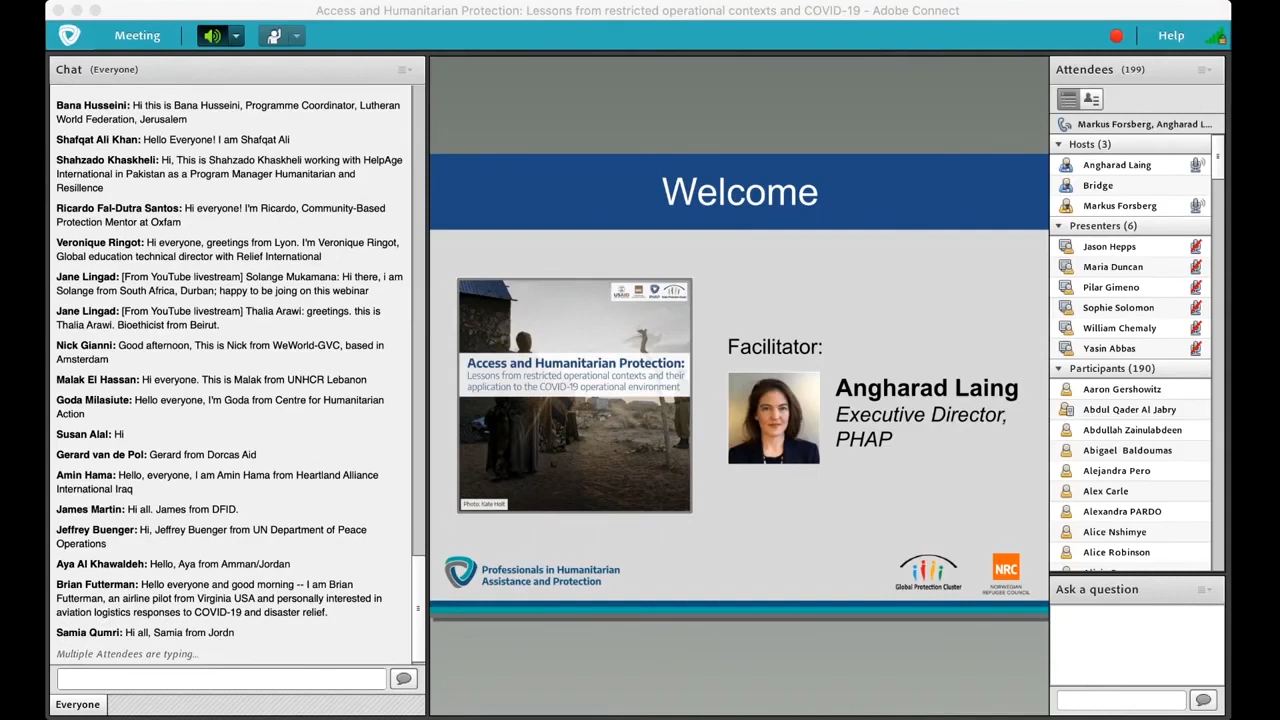 Access and Humanitarian Protection: Lessons from restricted operational contexts and COVID-19 - Adobe Connect
Meeting
Help
Chat (Everyone)
Bana Husseini: Hi this is Bana Husseini, Programme Coordinator, Lutheran
World Federation, Jerusalem
Shafqat Ali Khan: Hello Everyone! I am Shafqat Ali
Shahzado Khaskheli: Hi, This is Shahzado Khaskheli working with HelpAge
International in Pakistan as a Program Manager Humanitarian and
Resillence
Ricardo Fal-Dutra Santos: Hi everyone! I'm Ricardo, Community-Based
Protection Mentor at Oxfam
Veronique Ringot: Hi everyone, greetings from Lyon. I'm Veronique Ringot,
Global education technical director with Relief International
Jane Lingad: [From YouTube livestream] Solange Mukamana: Hi there, i am
Solange from South Africa, Durban; happy to be joing on this webinar
Jane Lingad: [From YouTube livestream] Thalia Arawi: greetings. this is
Thalia Arawi. Bioethicist from Beirut.
Nick Gianni: Good afternoon, This is Nick from WeWorld-GVC, based in
Amsterdam
Malak El Hassan: Hi everyone. This is Malak from UNHCR Lebanon
Goda Milasiute: Hello everyone, I'm Goda from Centre for Humanitarian
Action
Susan Alal: Hi
Gerard van de Pol: Gerard from Dorcas Aid
Amin Hama: Hello, everyone, I am Amin Hama from Heartland Alliance
International Iraq
James Martin: Hi all. James from DFID.
Jeffrey Buenger: Hi, Jeffrey Buenger from UN Department of Peace
Operations
Aya Al Khawaldeh: Hello, Aya from Amman/Jordan
Brian Futterman: Hello everyone and good morning -- I am Brian
Futterman, an airline pilot from Virginia USA and personally interested in
aviation logistics responses to COVID-19 and disaster relief.
Samia Qumri: Hi all, Samia from Jordn
Multiple Attendees are typing...
Everyone
Welcome
USAID
NRC
PHAP
Access and Humanitarian Protection:
Lessons from restricted operational contexts and their
application to the COVID-19 operational environment
Photo: Kate Holt
Facilitator:
Angharad Laing
Executive Director,
PHAP
Professionals in Humanitarian
Assistance and Protection
Global Protection Cluster
NRC
NORWEGIAN
REFUGEE COUNCIL
Attendees (199)
Markus Forsberg, Angharad L...
Hosts (3)
Angharad Laing
Bridge
Markus Forsberg
Presenters (6)
Jason Hepps
Maria Duncan
Pilar Gimeno
Sophie Solomon
William Chemaly
Yasin Abbas
Participants (190)
Aaron Gershowitz
Abdul Qader Al Jabry
Abdullah Zainulabdeen
Abigael Baldoumas
Alejandra Pero
Alex Carle
Alexandra PARDO
Alice Nshimye
Alice Robinson
Ask a question